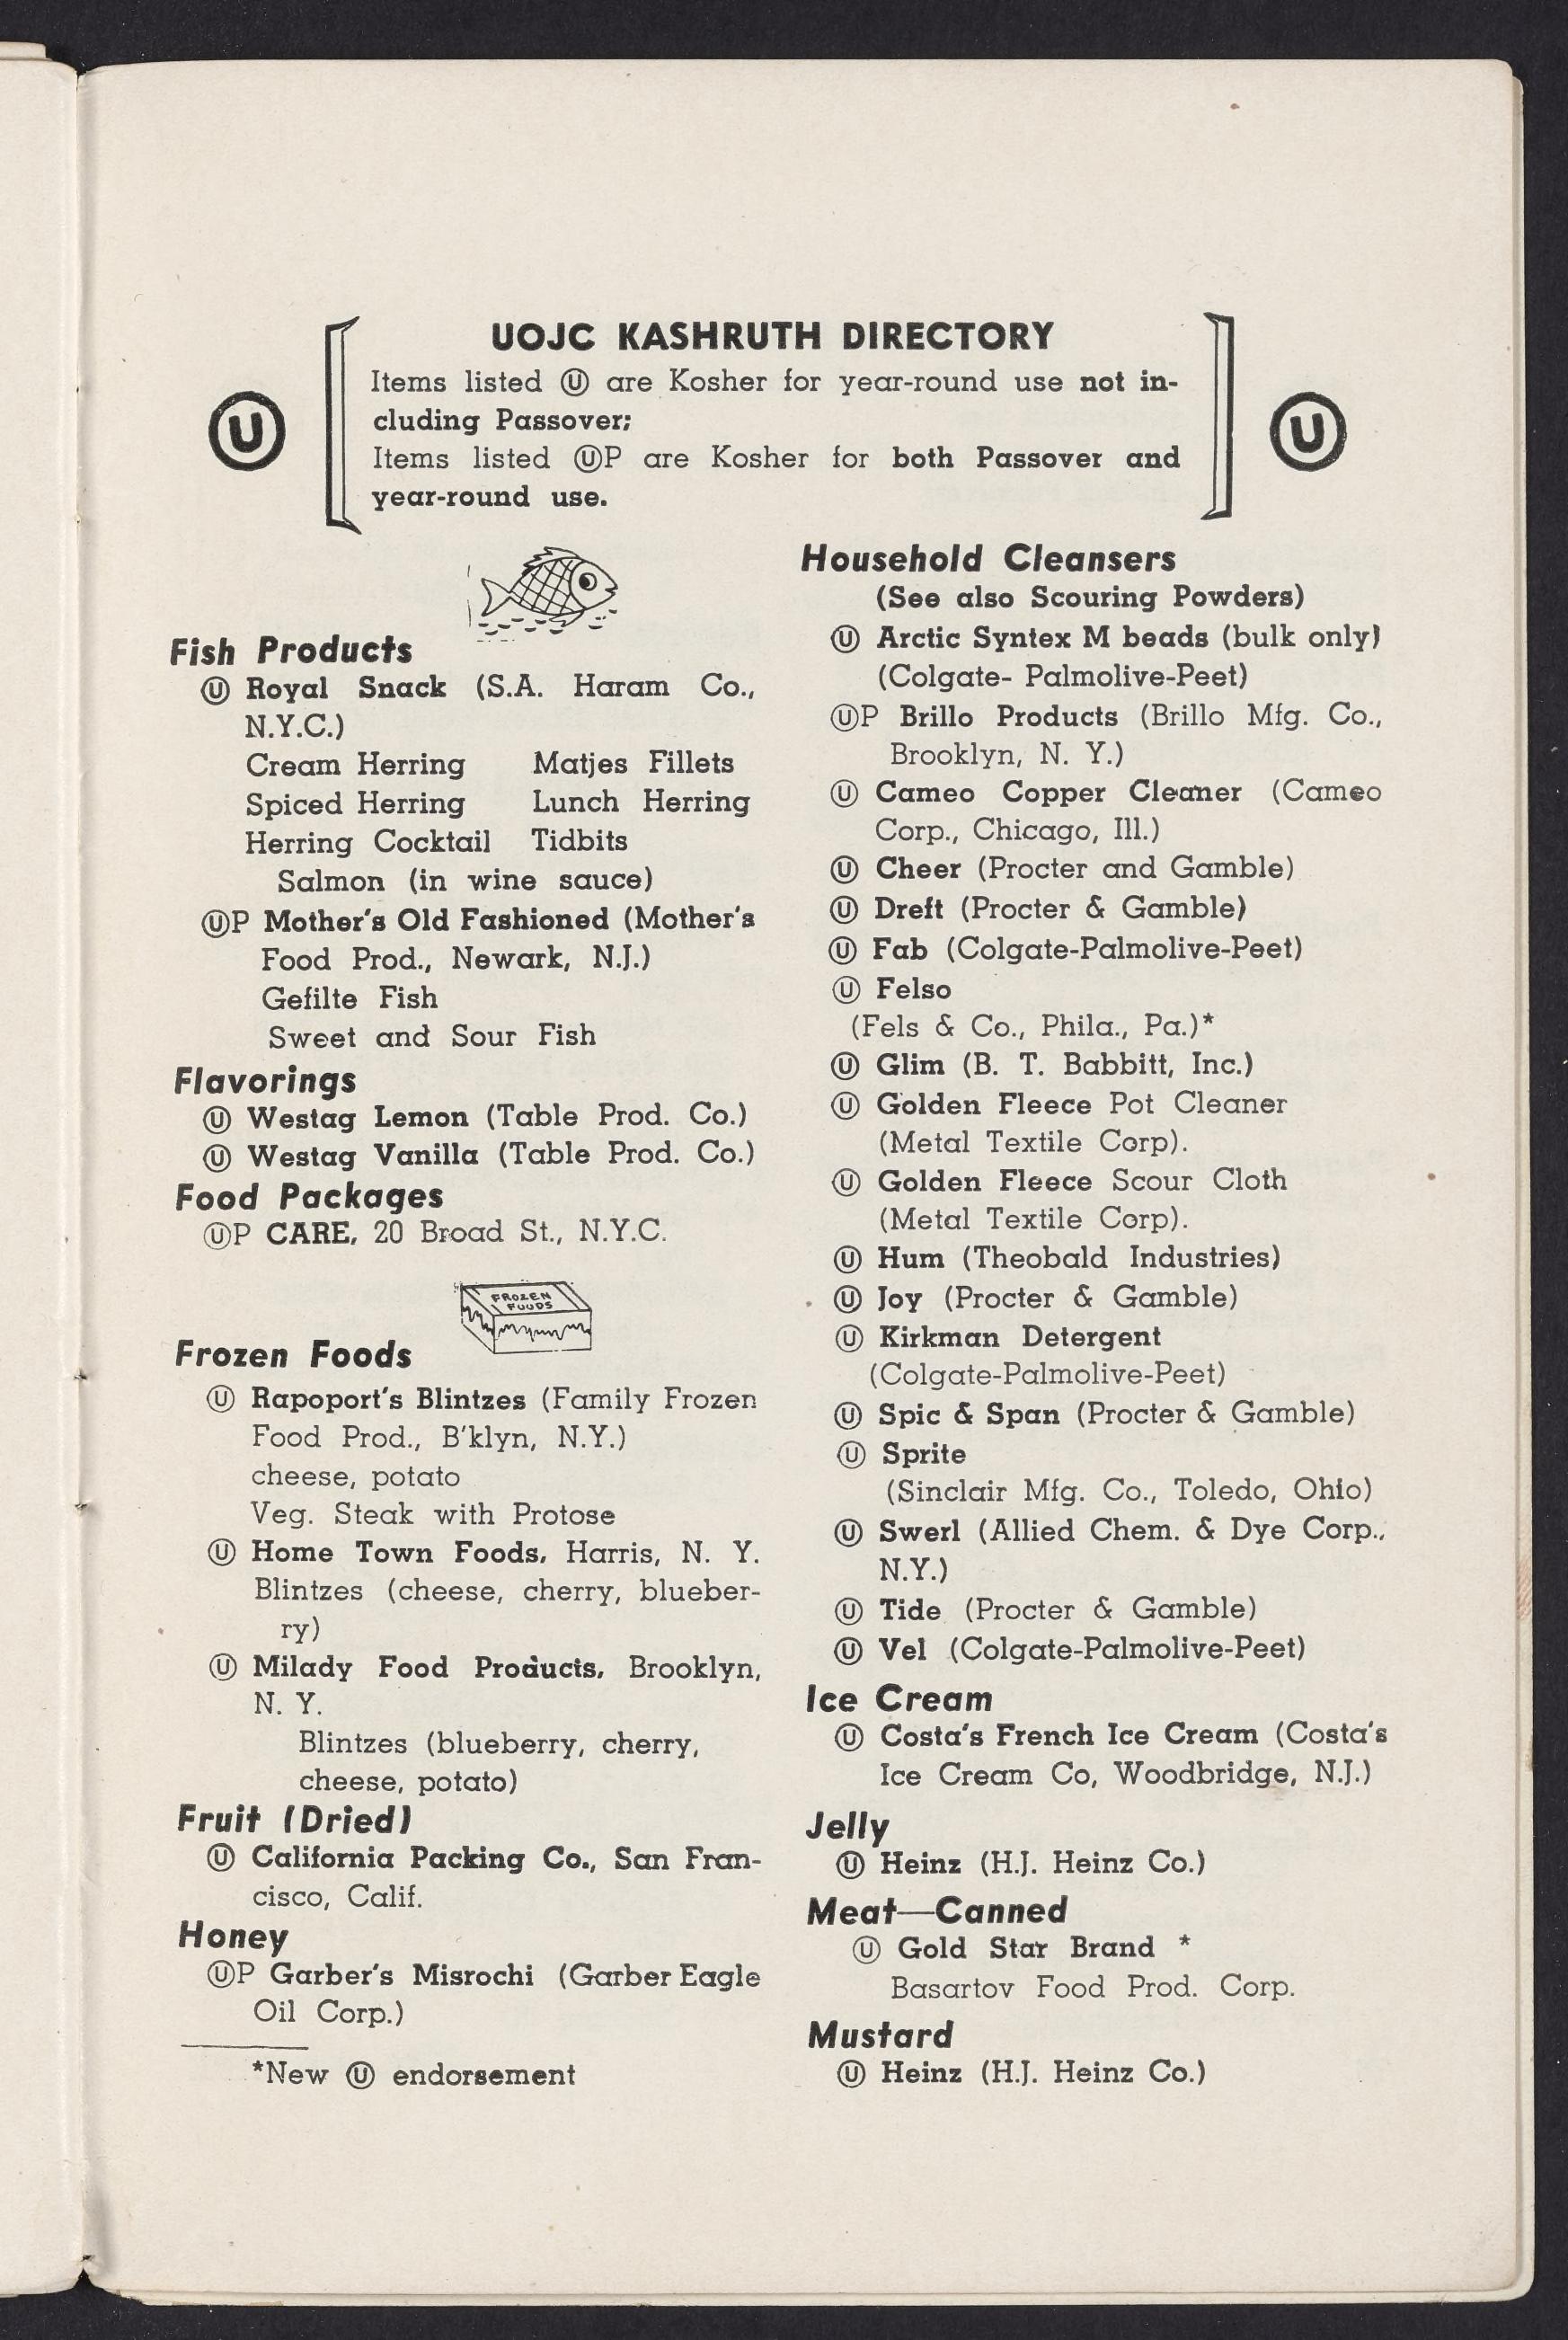 UOJC KASHRUTH DIRECTORY
Items listed Ⓤ are Kosher for year-round use not in-
cluding Passover;
Items listed ⓊP are Kosher for both Passover and
year-round use.
Ⓤ
Ⓤ
Fish Products
Ⓤ Royal Snack (S.A. Haram Co.,
N.Y.C.)
Cream Herring Matjes Fillets
Spiced Herring Lunch Herring
Herring Cocktail Tidbits
Salmon (in wine sauce)
ⓊP Mother's Old Fashioned (Mother's
Food Prod., Newark, N.J.)
Gefilte Fish
Sweet and Sour Fish
Flavorings
Ⓤ Westag Lemon (Table Prod. Co.)
Ⓤ Westag Vanilla (Table Prod. Co.)
Food Packages
ⓊP CARE, 20 Broad St., N.Y.C.
FROZEN
FOODS
Frozen Foods
Ⓤ Rapoport's Blintzes (Family Frozen
Food Prod., B'klyn, N.Y.)
cheese, potato
Veg. Steak with Protose
Ⓤ Home Town Foods, Harris, N. Y.
Blintzes (cheese, cherry, blueber-
ry)
Ⓤ Milady Food Products, Brooklyn,
N. Y.
Blintzes (blueberry, cherry,
cheese, potato)
Fruit (Dried)
Ⓤ California Packing Co., San Fran-
cisco, Calif.
Honey
ⓊP Garber's Misrochi (Garber Eagle
Oil Corp.)
*New Ⓤ endorsement
Household Cleansers
(See also Scouring Powders)
Ⓤ Arctic Syntex M beads (bulk only)
(Colgate- Palmolive-Peet)
ⓊP Brillo Products (Brillo Mfg. Co.,
Brooklyn, N. Y.)
Ⓤ Cameo Copper Cleaner (Cameo
Corp., Chicago, Ill.)
Ⓤ Cheer (Procter and Gamble)
Ⓤ Dreft (Procter & Gamble)
Ⓤ Fab (Colgate-Palmolive-Peet)
Ⓤ Felso
(Fels & Co., Phila., Pa.)*
Ⓤ Glim (B. T. Babbitt, Inc.)
Ⓤ Golden Fleece Pot Cleaner
(Metal Textile Corp).
Ⓤ Golden Fleece Scour Cloth
(Metal Textile Corp).
Ⓤ Hum (Theobald Industries)
Ⓤ Joy (Procter & Gamble)
Ⓤ Kirkman Detergent
(Colgate-Palmolive-Peet)
Ⓤ Spic & Span (Procter & Gamble)
Ⓤ Sprite
(Sinclair Mfg. Co., Toledo, Ohio)
Ⓤ Swerl (Allied Chem. & Dye Corp.,
N.Y.)
Ⓤ Tide (Procter & Gamble)
Ⓤ Vel (Colgate-Palmolive-Peet)
Ice Cream
Ⓤ Costa's French Ice Cream (Costa's
Ice Cream Co, Woodbridge, N.J.)
Jelly
Ⓤ Heinz (H.J. Heinz Co.)
Meat—Canned
Ⓤ Gold Star Brand *
Basartov Food Prod. Corp.
Mustard
Ⓤ Heinz (H.J. Heinz Co.)